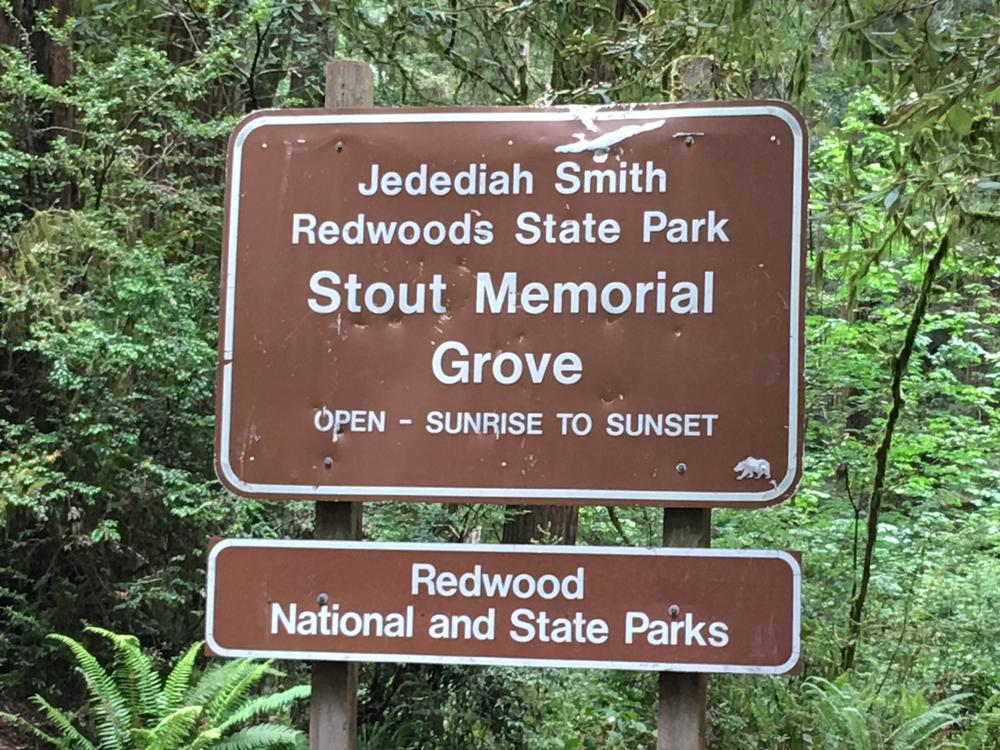 Jedediah Smith
Redwoods State Park
Stout Memorial
Grove
OPEN - SUNRISE TO SUNSET
Redwood
National and State Parks